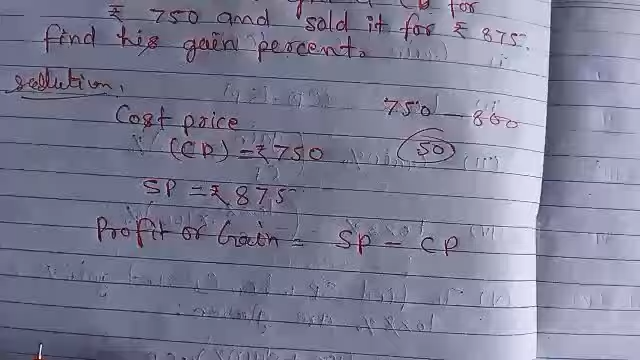 for
₹ 750 and sold it for ₹ 875.
find his gain percent.
solution,
750 - 800
Cost price
(CP) = ₹750
50
SP = ₹875
Profit or Gain = SP - CP